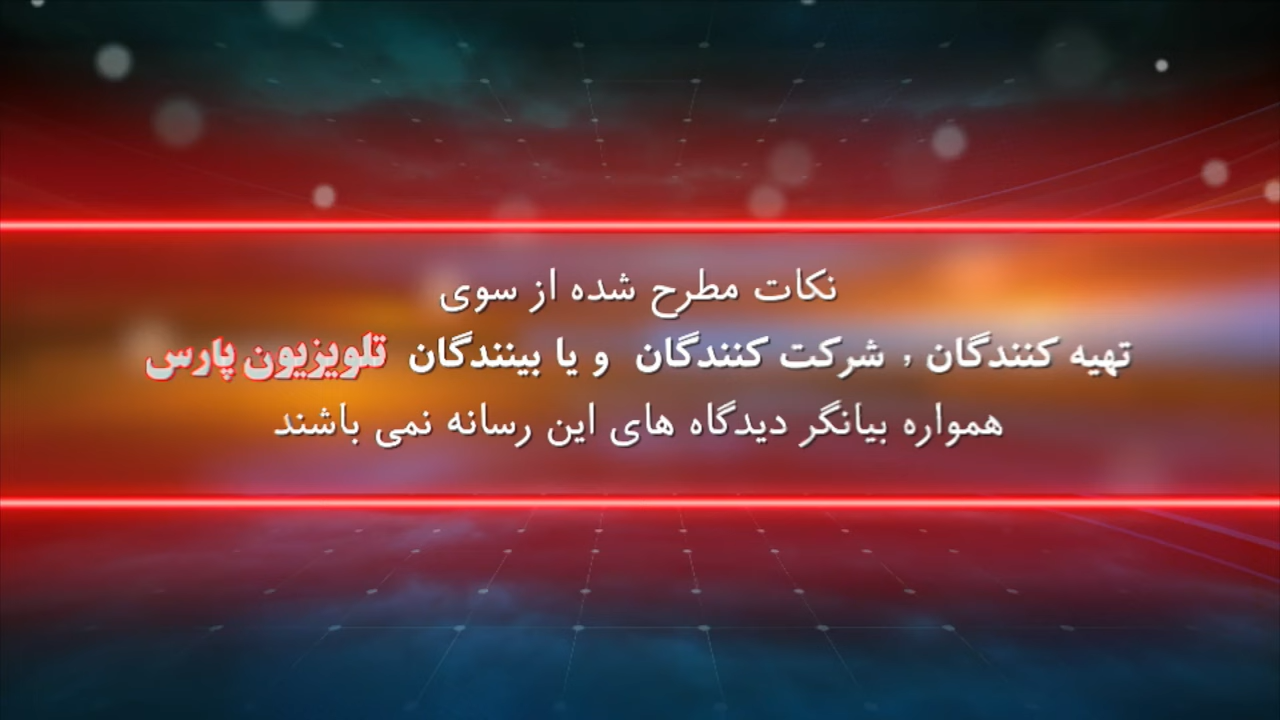 نکات مطرح شده از سوی
تهیه کنندگان , شرکت کنندگان و یا بینندگان تلویزیون پارس
همواره بیانگر دیدگاه های این رسانه نمی باشند